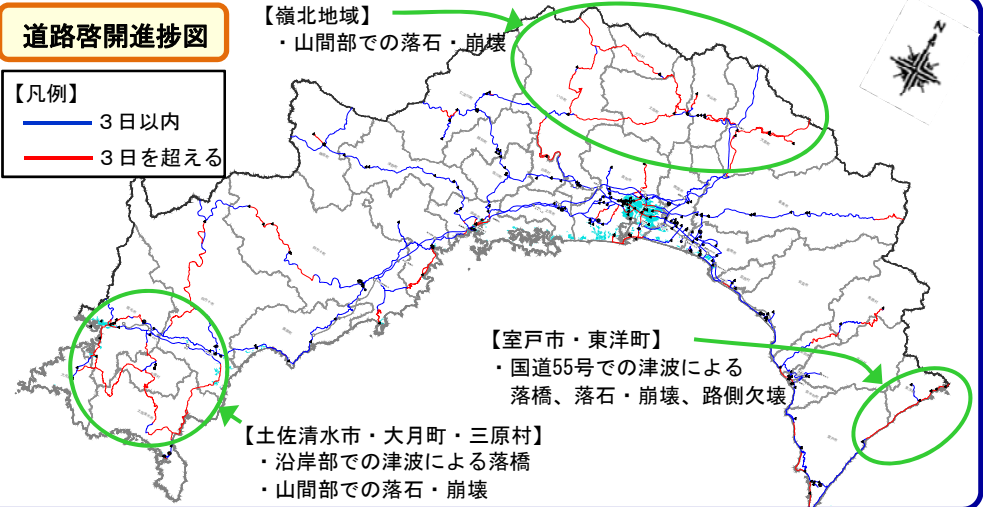 道路啓開進捗図
【凡例】
３日以内
３日を超える
【嶺北地域】
・山間部での落石・崩壊
N
【室戸市・東洋町】
・国道55号での津波による
落橋、落石・崩壊、路側欠壊
【土佐清水市・大月町・三原村】
・沿岸部での津波による落橋
・山間部での落石・崩壊